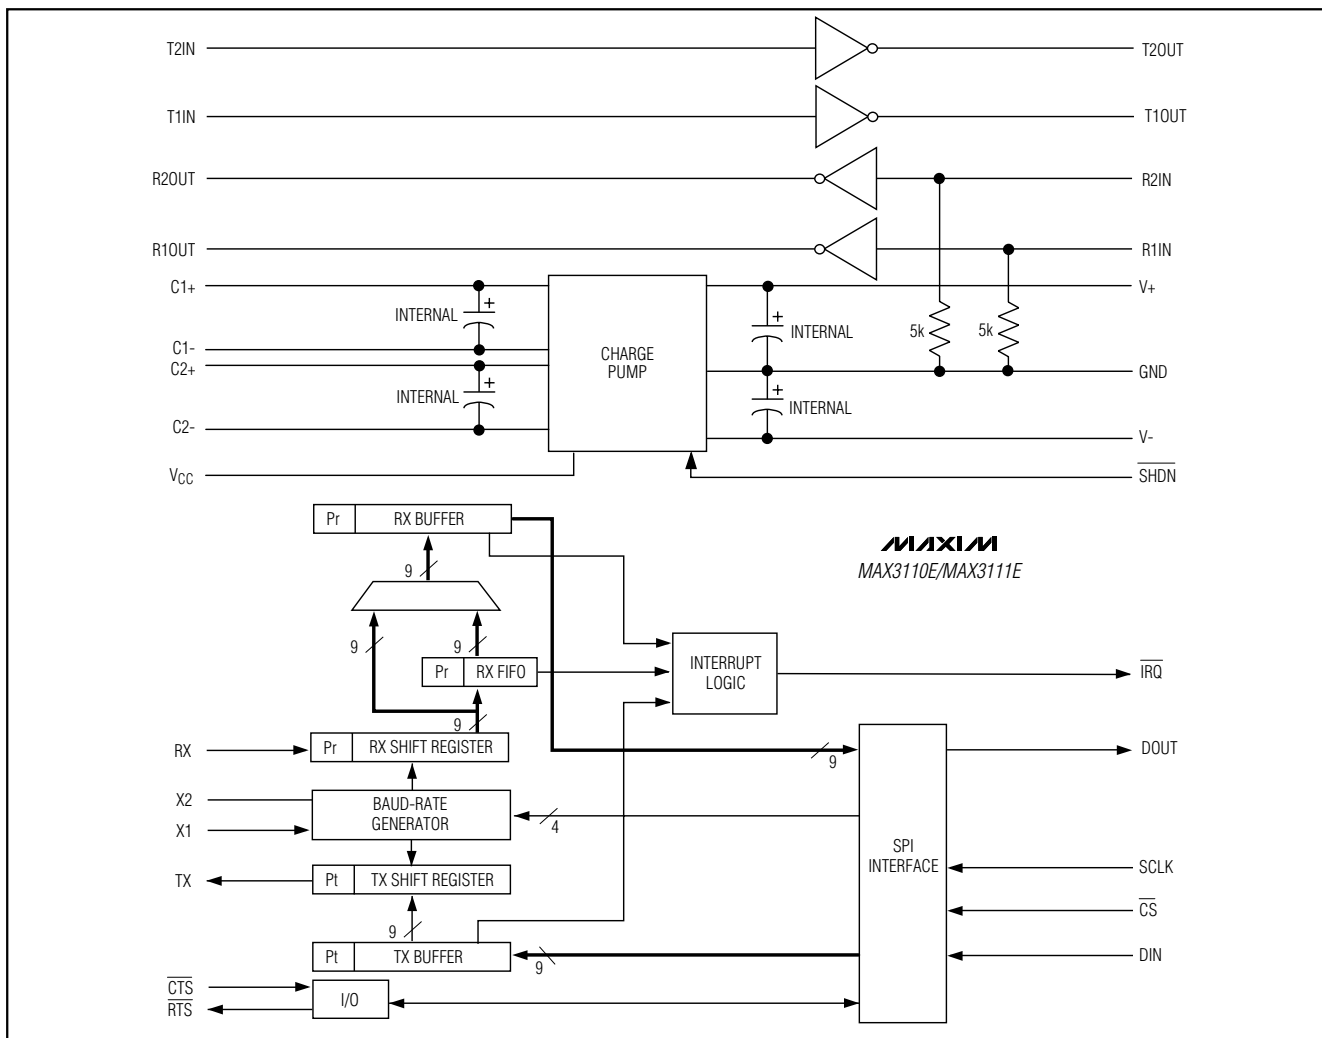 T2IN
T2OUT
T1IN
T1OUT
R2OUT
R2IN
R1OUT
R1IN
C1+
V+
+
INTERNAL
+
INTERNAL
5k
5k
C1-
CHARGE
PUMP
C2+
GND
+
INTERNAL
+
INTERNAL
C2-
V-
VCC
SHDN
Pr
RX BUFFER
MAXIM
MAX3110E/MAX3111E
9
9
9
Pr
RX FIFO
INTERRUPT
LOGIC
IRQ
9
RX
Pr
RX SHIFT REGISTER
9
DOUT
X2
BAUD-RATE
GENERATOR
X1
4
SPI
INTERFACE
TX
Pt
TX SHIFT REGISTER
SCLK
9
CS
Pt
TX BUFFER
9
DIN
CTS
RTS
I/O